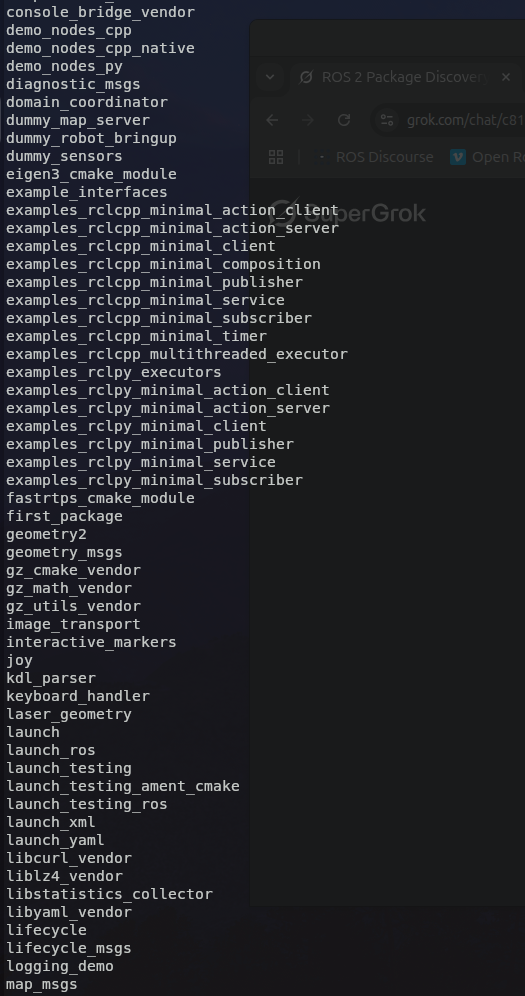 console_bridge_vendor
demo_nodes_cpp
demo_nodes_cpp_native
demo_nodes_py
diagnostic_msgs
domain_coordinator
dummy_map_server
dummy_robot_bringup
dummy_sensors
eigen3_cmake_module
example_interfaces
examples_rclcpp_minimal_action_client
examples_rclcpp_minimal_action_server
examples_rclcpp_minimal_client
examples_rclcpp_minimal_composition
examples_rclcpp_minimal_publisher
examples_rclcpp_minimal_service
examples_rclcpp_minimal_subscriber
examples_rclcpp_minimal_timer
examples_rclcpp_multithreaded_executor
examples_rclpy_executors
examples_rclpy_minimal_action_client
examples_rclpy_minimal_action_server
examples_rclpy_minimal_client
examples_rclpy_minimal_publisher
examples_rclpy_minimal_service
examples_rclpy_minimal_subscriber
fastrtps_cmake_module
first_package
geometry2
geometry_msgs
gz_cmake_vendor
gz_math_vendor
gz_utils_vendor
image_transport
interactive_markers
joy
kdl_parser
keyboard_handler
laser_geometry
launch
launch_ros
launch_testing
launch_testing_ament_cmake
launch_testing_ros
launch_xml
launch_yaml
libcurl_vendor
liblz4_vendor
libstatistics_collector
libyaml_vendor
lifecycle
lifecycle_msgs
logging_demo
map_msgs
ROS 2 Package Discover
grok.com/chat/c81
ROS Discourse
Open R
SuperGrok